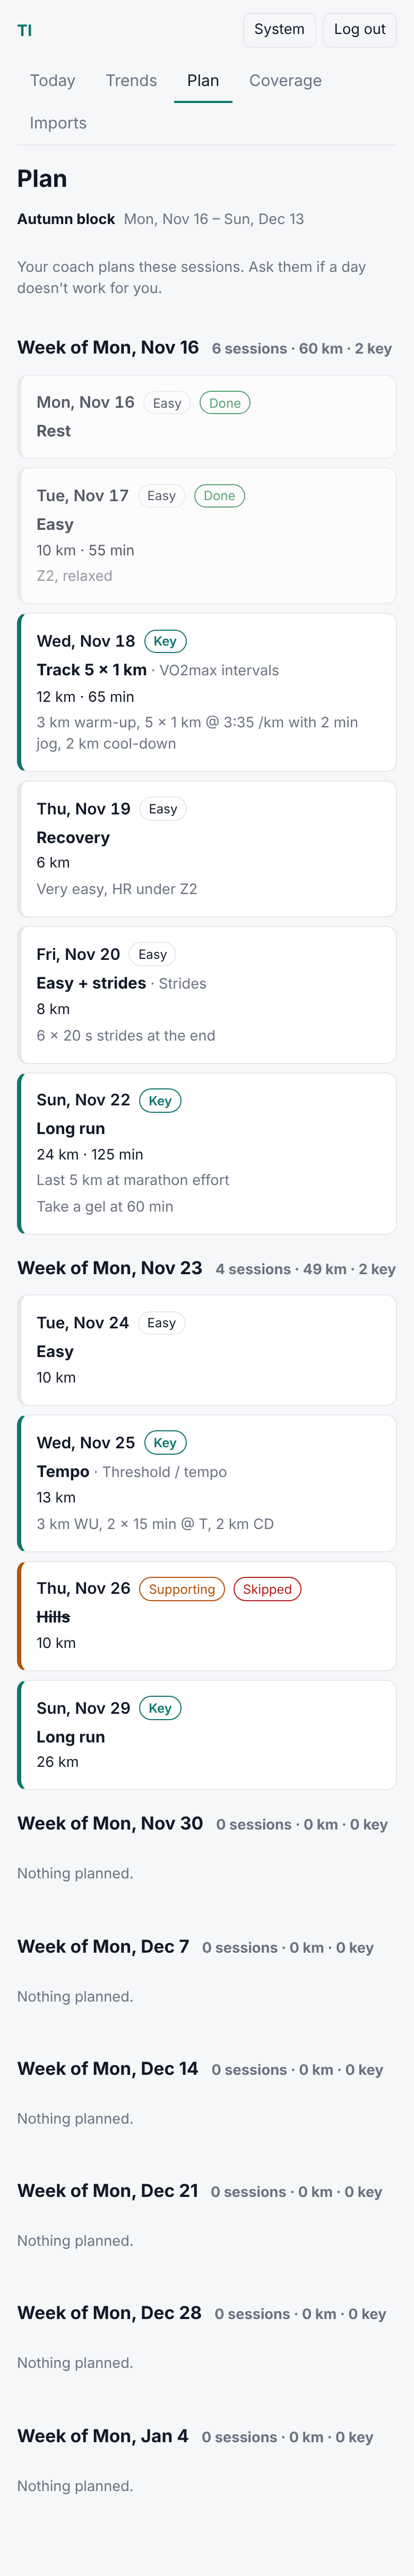 TI
System
Log out
Today
Trends
Plan
Coverage
Imports
Plan
Autumn block Mon, Nov 16 – Sun, Dec 13
Your coach plans these sessions. Ask them if a day
doesn't work for you.
Week of Mon, Nov 16 6 sessions · 60 km · 2 key
Mon, Nov 16 Easy Done
Rest
Tue, Nov 17 Easy Done
Easy
10 km · 55 min
Z2, relaxed
Wed, Nov 18 Key
Track 5 × 1 km · VO2max intervals
12 km · 65 min
3 km warm-up, 5 × 1 km @ 3:35 /km with 2 min
jog, 2 km cool-down
Thu, Nov 19 Easy
Recovery
6 km
Very easy, HR under Z2
Fri, Nov 20 Easy
Easy + strides · Strides
8 km
6 × 20 s strides at the end
Sun, Nov 22 Key
Long run
24 km · 125 min
Last 5 km at marathon effort
Take a gel at 60 min
Week of Mon, Nov 23 4 sessions · 49 km · 2 key
Tue, Nov 24 Easy
Easy
10 km
Wed, Nov 25 Key
Tempo · Threshold / tempo
13 km
3 km WU, 2 × 15 min @ T, 2 km CD
Thu, Nov 26 Supporting Skipped
Hills
10 km
Sun, Nov 29 Key
Long run
26 km
Week of Mon, Nov 30 0 sessions · 0 km · 0 key
Nothing planned.
Week of Mon, Dec 7 0 sessions · 0 km · 0 key
Nothing planned.
Week of Mon, Dec 14 0 sessions · 0 km · 0 key
Nothing planned.
Week of Mon, Dec 21 0 sessions · 0 km · 0 key
Nothing planned.
Week of Mon, Dec 28 0 sessions · 0 km · 0 key
Nothing planned.
Week of Mon, Jan 4 0 sessions · 0 km · 0 key
Nothing planned.